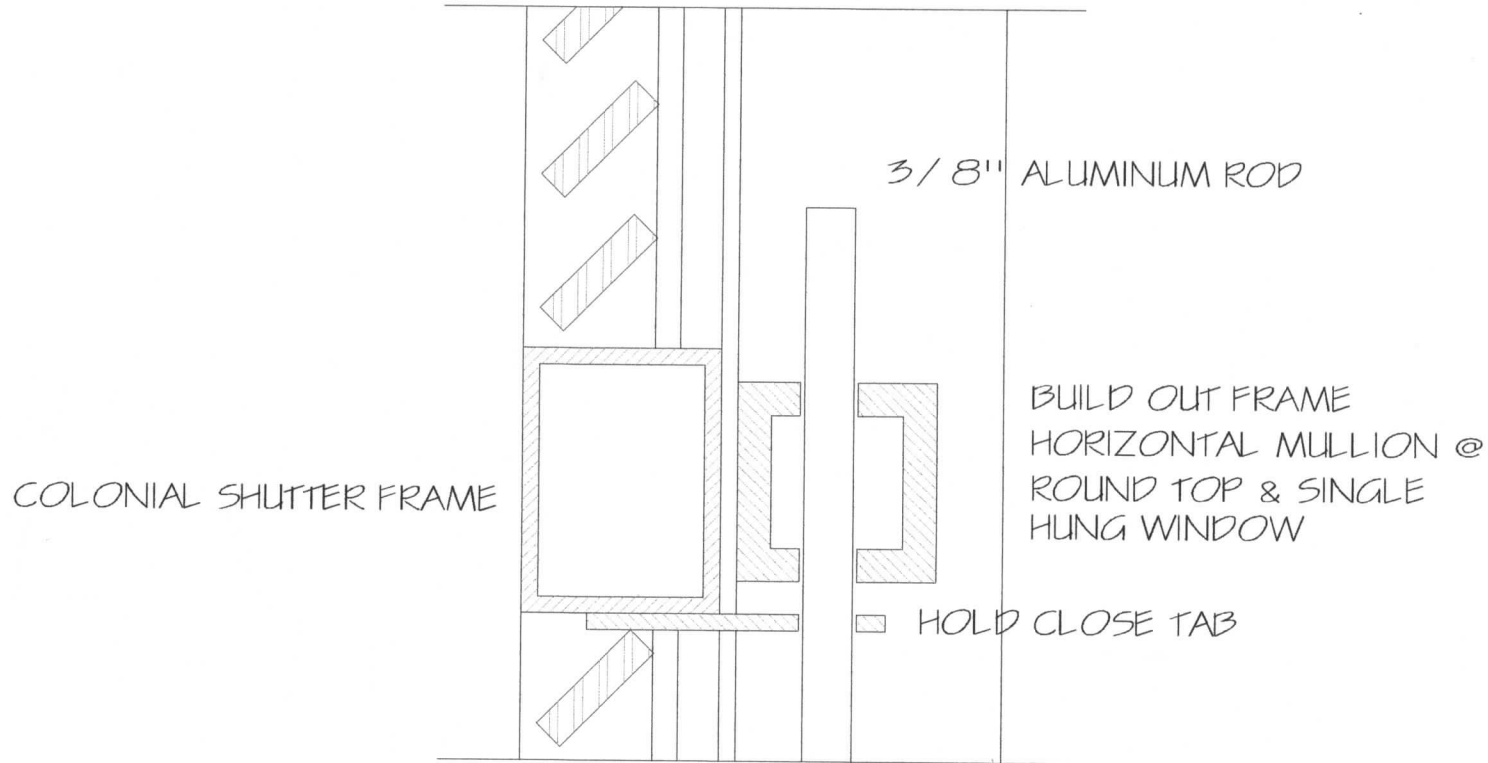 3/8" ALUMINUM ROD
BUILD OUT FRAME
HORIZONTAL MULLION @
ROUND TOP & SINGLE
HUNG WINDOW
COLONIAL SHUTTER FRAME
HOLD CLOSE TAB